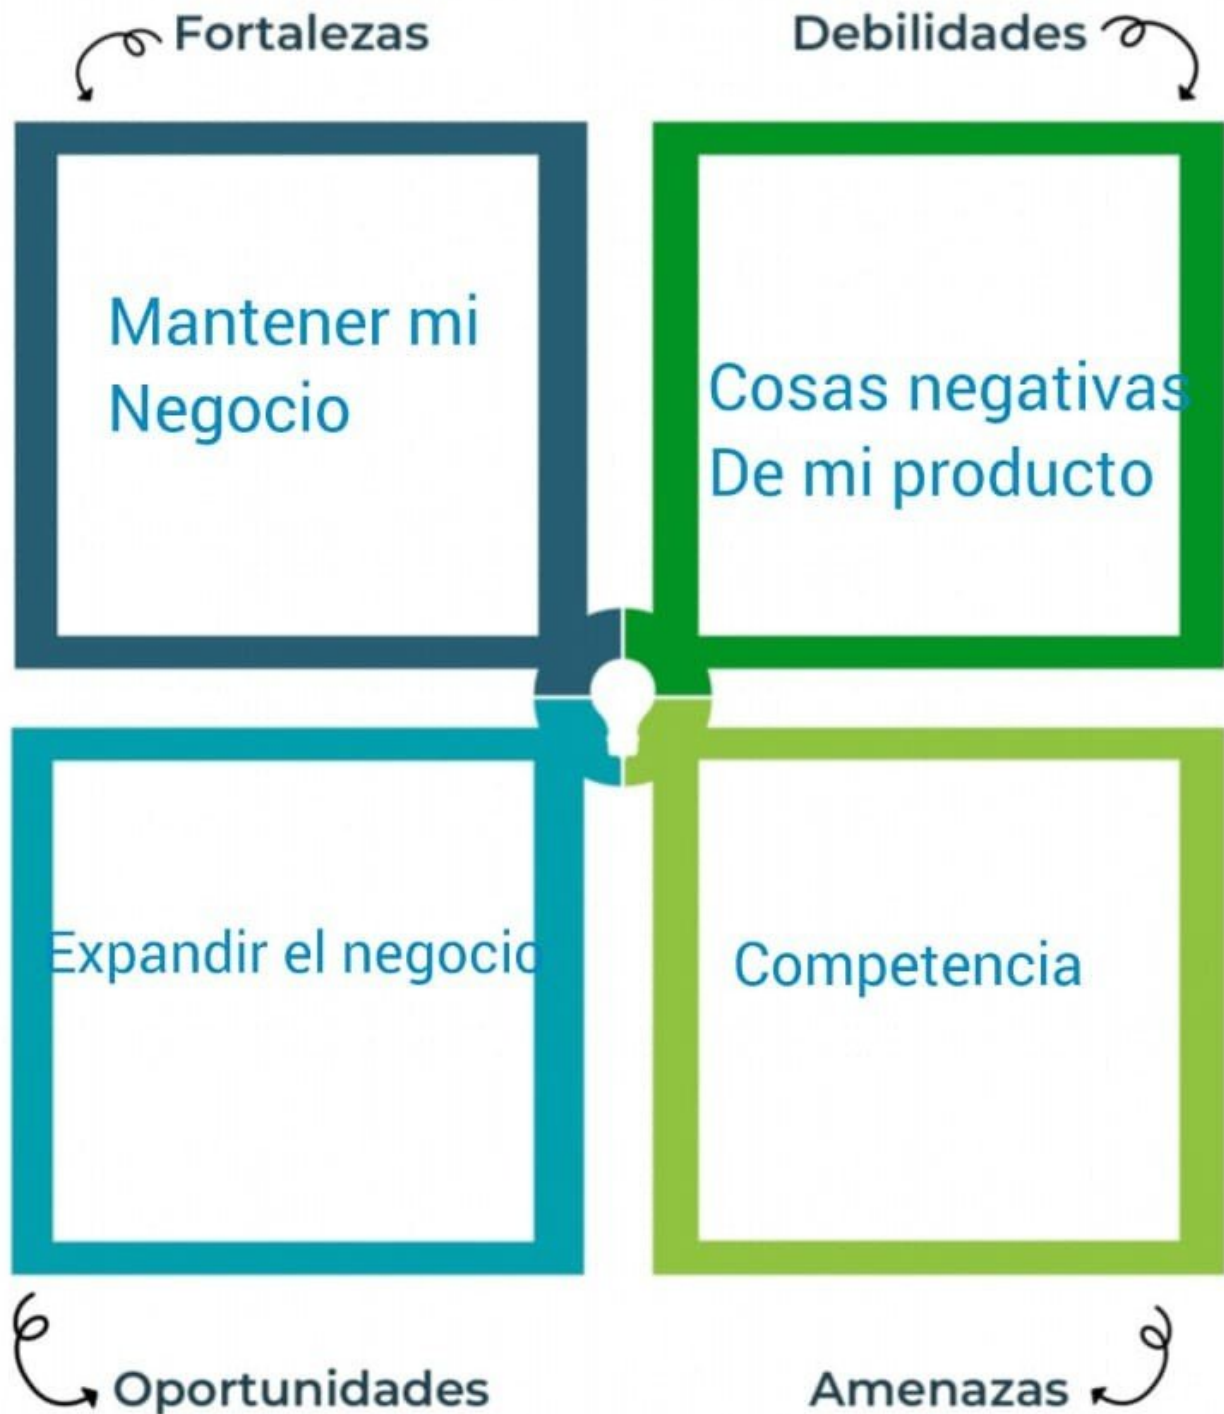 Fortalezas
Mantener mi
Negocio
Debilidades
Cosas negativas
De mi producto
Expandir el negocio
Oportunidades
Competencia
Amenazas